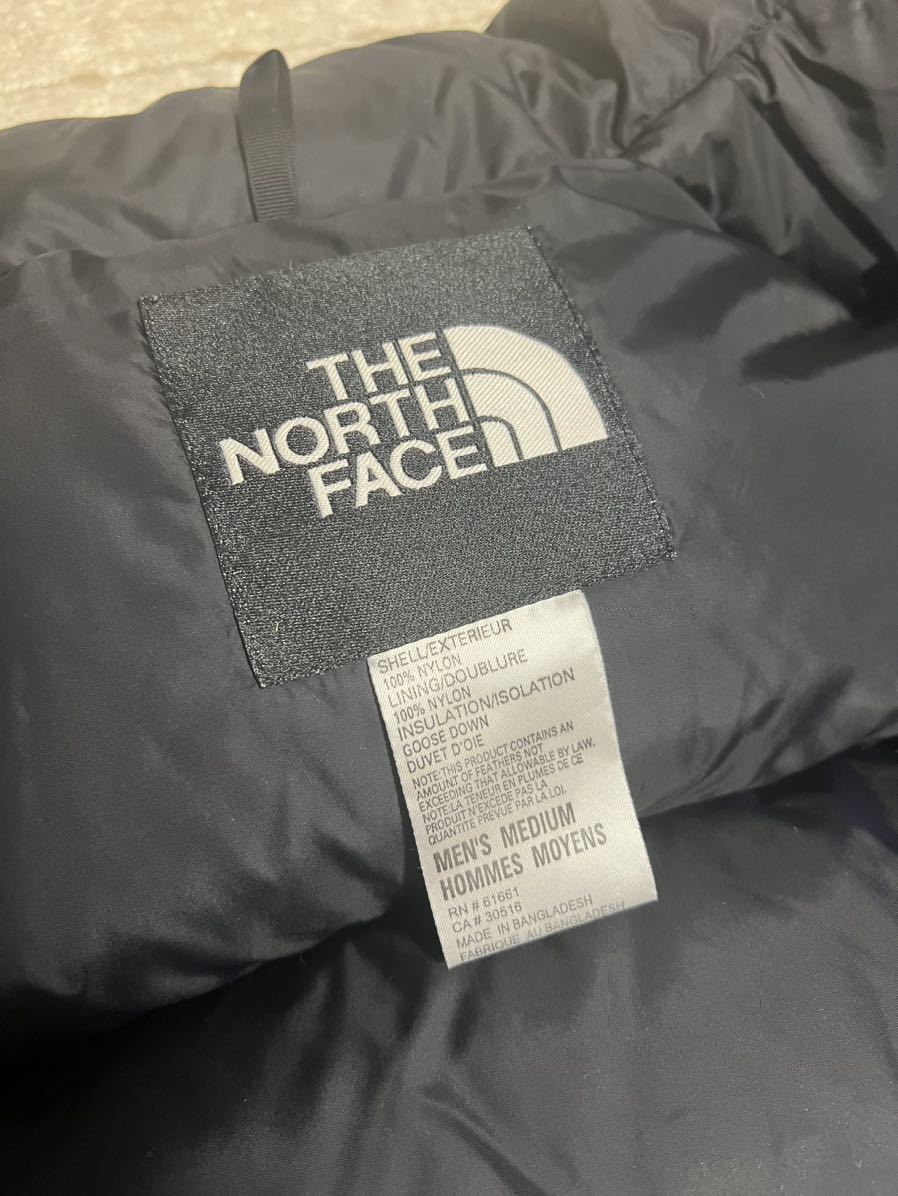 THE
NORTH
FACE
SHELL/EXTERIEUR
100% NYLON
LINING/DOUBLURE
100% NYLON
INSULATION/ISOLATION
GOOSE DOWN
DUVET D'OIE
NOTE:THIS PRODUCT CONTAINS AN
AMOUNT OF FEATHERS NOT
EXCEEDING THAT ALLOWABLE BY LAW.
NOTE:LA TENEUR EN PLUMES DE CE
PRODUIT N'EXCEDE PAS LA
QUANTITE PREVUE PAR LA LOI.
MEN'S MEDIUM
HOMMES MOYENS
RN # 61661
CA # 30516
MADE IN BANGLADESH
FABRIQUE AU BANGLADESH